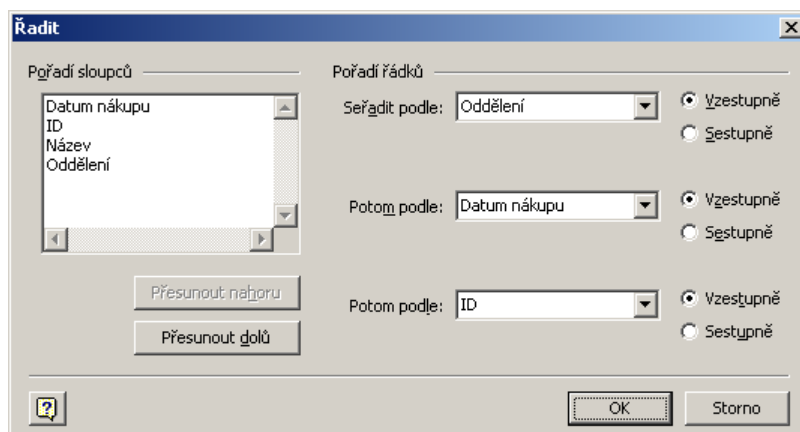 Řadit
Pořadí sloupců
Datum nákupu
ID
Název
Oddělení
Přesunout nahoru
Přesunout dolů
Pořadí řádků
Seřadit podle: Oddělení
Vzestupně
Sestupně
Potom podle: Datum nákupu
Vzestupně
Sestupně
Potom podle: ID
Vzestupně
Sestupně
OK
Storno